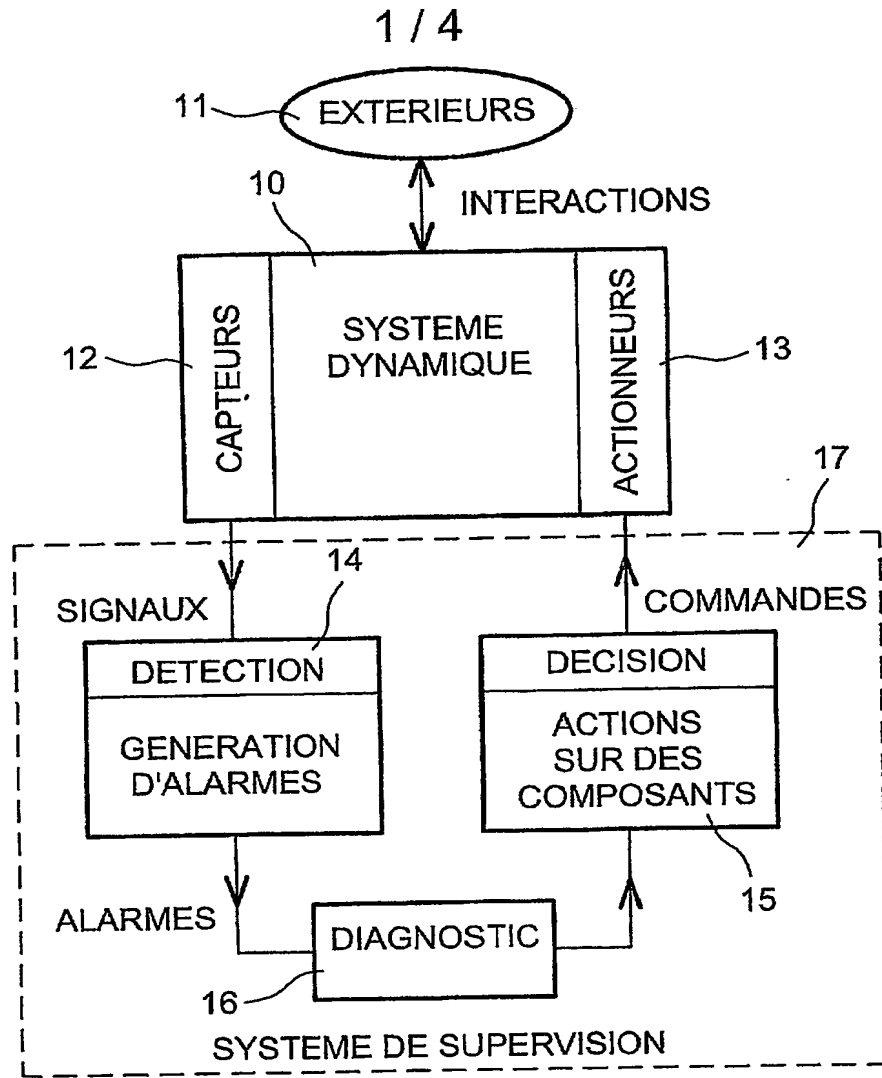 1 / 4
11
EXTERIEURS
10
INTERACTIONS
12
CAPTEURS
SYSTEME
DYNAMIQUE
ACTIONNEURS
13
17
SIGNAUX
14
COMMANDES
DETECTION
DECISION
GENERATION
D'ALARMES
ACTIONS
SUR DES
COMPOSANTS
15
ALARMES
DIAGNOSTIC
16
SYSTEME DE SUPERVISION